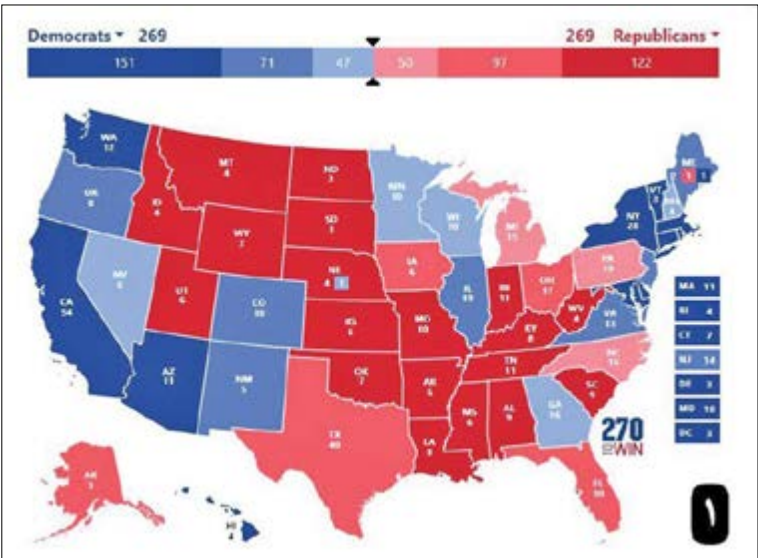 Democrats 269
269 Republicans
151 71 47 50 97 122
WA
12
MT
4
ND
3
MN
10
ME
1 1
OR
8
ID
4
SD
3
WI
10
MI
15
VT
3
NH
4
NY
28
WY
3
IA
6
PA
19
NV
6
UT
6
NE
4 1
IL
19
IN
11
OH
17
CA
54
CO
10
KS
6
MO
10
KY
8
WV
4
VA
13
MA 11
RI 4
CT 7
NJ 14
DE 3
MD 10
DC 3
AZ
11
NM
5
OK
7
AR
6
TN
11
NC
16
SC
9
TX
40
LA
8
MS
6
AL
9
GA
16
270
TO WIN
AK
3
HI
4
FL
30
١